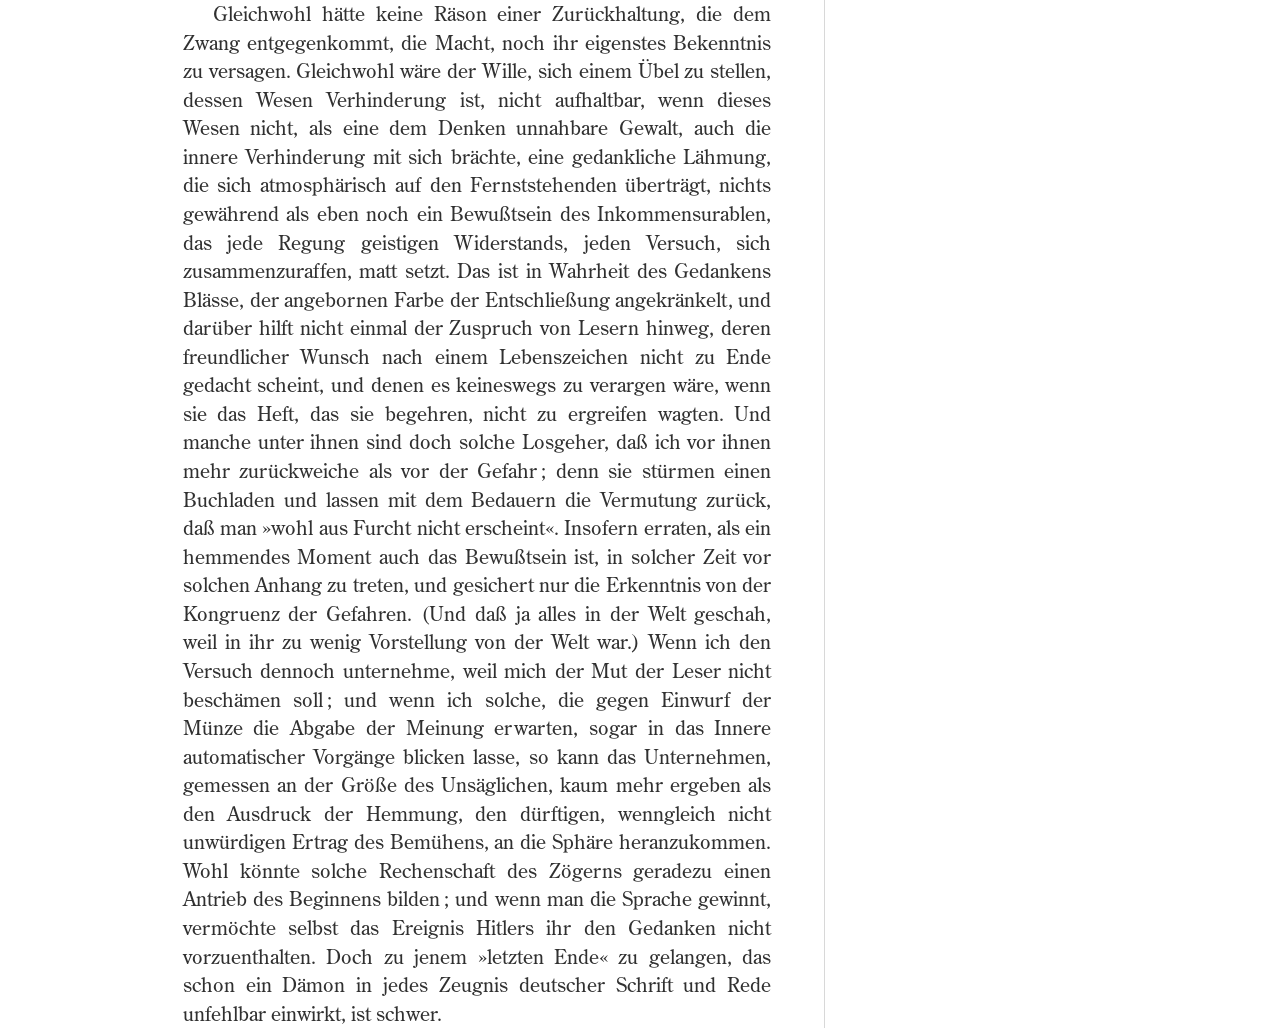 Gleichwohl hätte keine Räson einer Zurückhaltung, die dem
Zwang entgegenkommt, die Macht, noch ihr eigenstes Bekenntnis
zu versagen. Gleichwohl wäre der Wille, sich einem Übel zu stellen,
dessen Wesen Verhinderung ist, nicht aufhaltbar, wenn dieses
Wesen nicht, als eine dem Denken unnahbare Gewalt, auch die
innere Verhinderung mit sich brächte, eine gedankliche Lähmung,
die sich atmosphärisch auf den Fernststehenden überträgt, nichts
gewährend als eben noch ein Bewußtsein des Inkommensurablen,
das jede Regung geistigen Widerstands, jeden Versuch, sich
zusammenzuraffen, matt setzt. Das ist in Wahrheit des Gedankens
Blässe, der angebornen Farbe der Entschließung angekränkelt, und
darüber hilft nicht einmal der Zuspruch von Lesern hinweg, deren
freundlicher Wunsch nach einem Lebenszeichen nicht zu Ende
gedacht scheint, und denen es keineswegs zu verargen wäre, wenn
sie das Heft, das sie begehren, nicht zu ergreifen wagten. Und
manche unter ihnen sind doch solche Losgeher, daß ich vor ihnen
mehr zurückweiche als vor der Gefahr; denn sie stürmen einen
Buchladen und lassen mit dem Bedauern die Vermutung zurück,
daß man »wohl aus Furcht nicht erscheint«. Insofern erraten, als ein
hemmendes Moment auch das Bewußtsein ist, in solcher Zeit vor
solchen Anhang zu treten, und gesichert nur die Erkenntnis von der
Kongruenz der Gefahren. (Und daß ja alles in der Welt geschah,
weil in ihr zu wenig Vorstellung von der Welt war.) Wenn ich den
Versuch dennoch unternehme, weil mich der Mut der Leser nicht
beschämen soll; und wenn ich solche, die gegen Einwurf der
Münze die Abgabe der Meinung erwarten, sogar in das Innere
automatischer Vorgänge blicken lasse, so kann das Unternehmen,
gemessen an der Größe des Unsäglichen, kaum mehr ergeben als
den Ausdruck der Hemmung, den dürftigen, wenngleich nicht
unwürdigen Ertrag des Bemühens, an die Sphäre heranzukommen.
Wohl könnte solche Rechenschaft des Zögerns geradezu einen
Antrieb des Beginnens bilden; und wenn man die Sprache gewinnt,
vermöchte selbst das Ereignis Hitlers ihr den Gedanken nicht
vorzuenthalten. Doch zu jenem »letzten Ende« zu gelangen, das
schon ein Dämon in jedes Zeugnis deutscher Schrift und Rede
unfehlbar einwirkt, ist schwer.